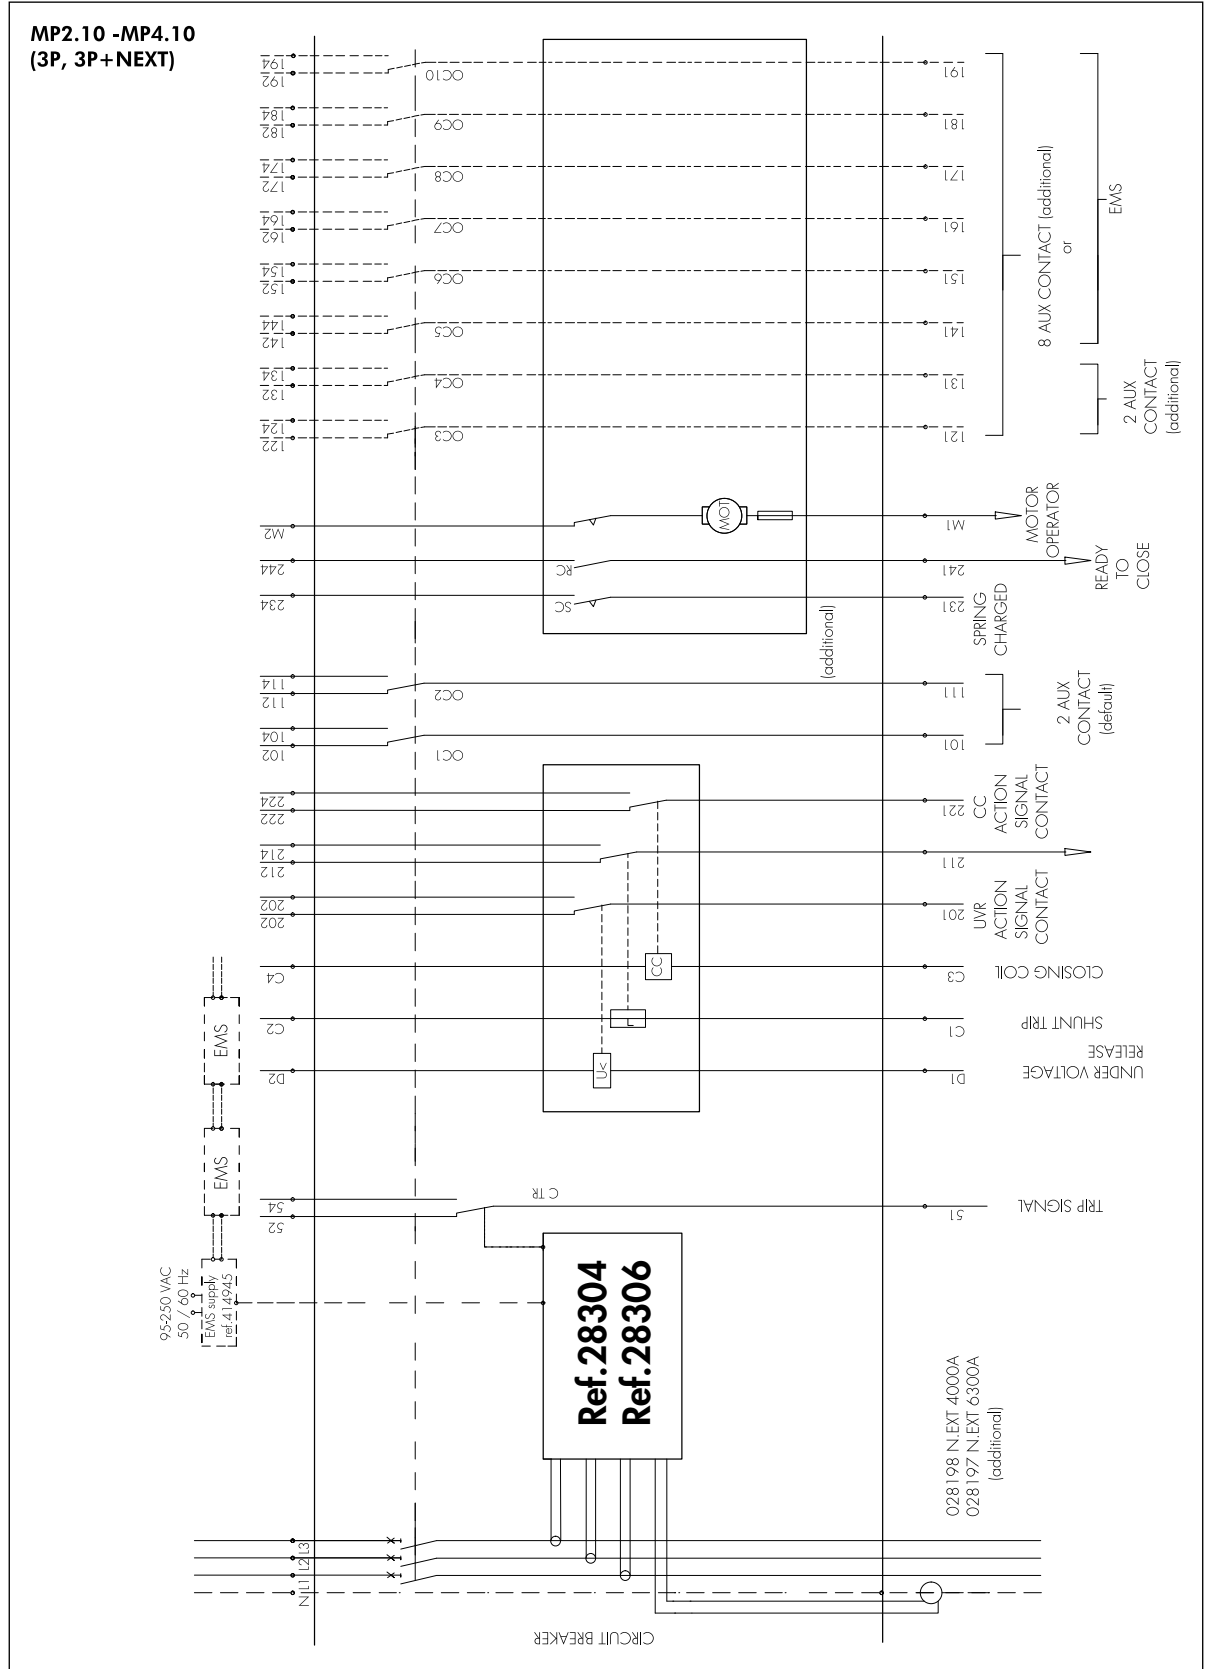 MP2.10 -MP4.10
(3P, 3P+NEXT)
194
192
OC10
191
184
182
OC9
181
174
172
OC8
171
164
162
OC7
161
154
152
OC6
151
144
142
OC5
141
134
132
OC4
131
124
122
OC3
121
8 AUX CONTACT (additional)
or
EMS
2 AUX
CONTACT
(additional)
M2
MOT
M1
MOTOR
OPERATOR
244
RC
241
READY
TO
CLOSE
234
SC
231
SPRING
CHARGED
(additional)
114
112
OC2
111
104
102
OC1
101
2 AUX
CONTACT
(default)
224
222
221
CC
ACTION
SIGNAL
CONTACT
214
212
211
202
202
201
UVR
ACTION
SIGNAL
CONTACT
C4
CC
C3
CLOSING COIL
C2
L
C1
SHUNT TRIP
D2
U<
D1
UNDER VOLTAGE
RELEASE
EMS
EMS
54
52
CTR
51
TRIP SIGNAL
95-250 VAC
50 / 60 Hz
EMS supply
ref.414945
Ref.28304
Ref.28306
028198 N.EXT 4000A
028197 N.EXT 6300A
(additional)
L3
L2
L1
N
CIRCUIT BREAKER